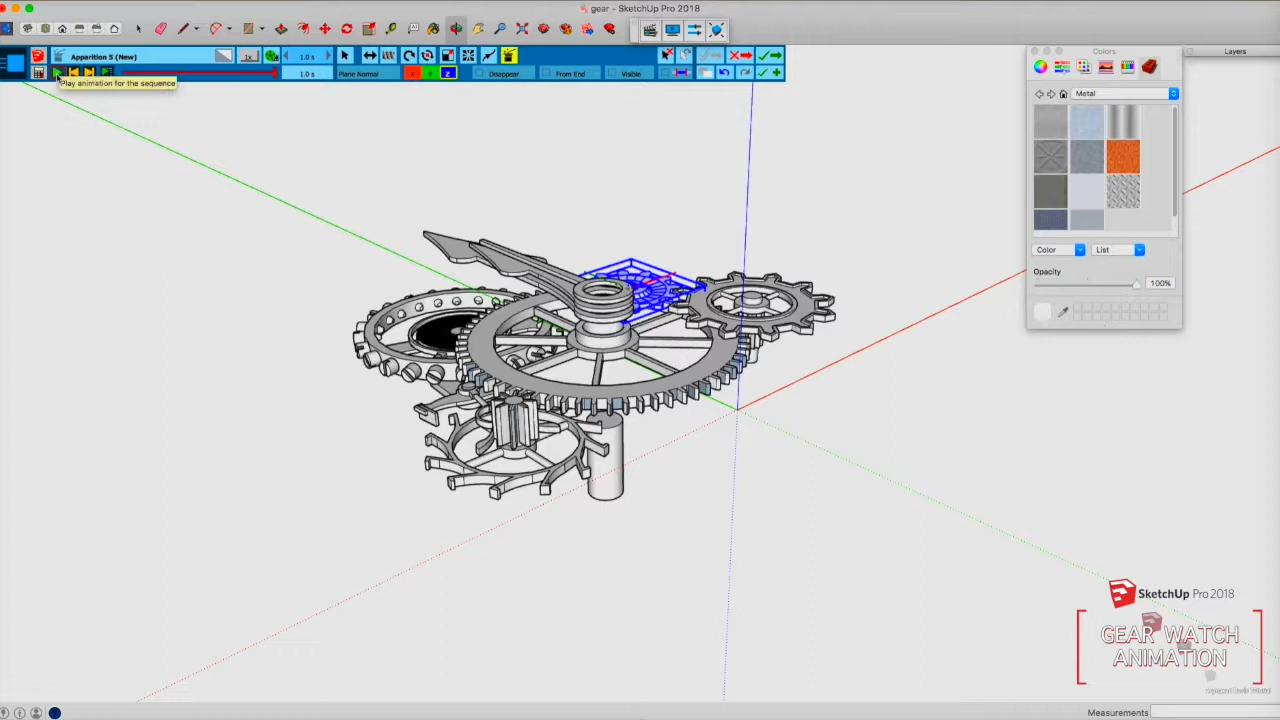 gear - SketchUp Pro 2018
Apparition 5 (New)
1x
1.0 s
1.0 s
Plane Normal
X
Y
Z
Disappear
From End
Visible
Play animation for the sequence
Colors
Layers
Metal
Color
List
Opacity
100%
SketchUp Pro 2018
GEAR WATCH
ANIMATION
Measurements